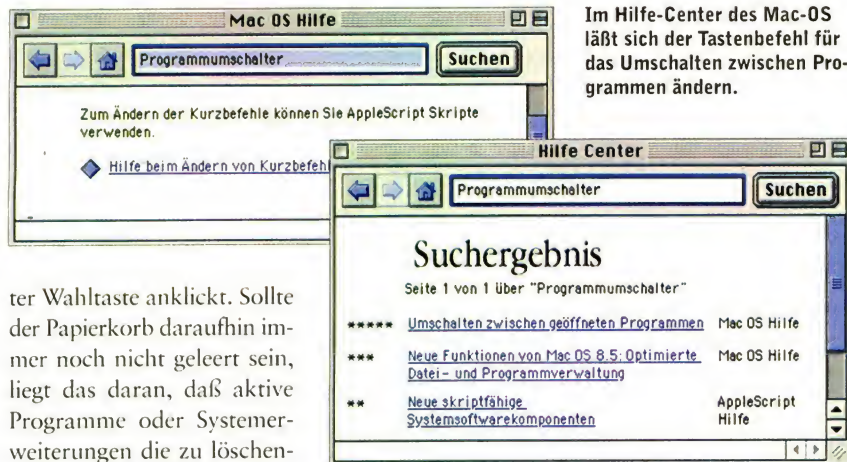 Mac OS Hilfe
Programmumschalter
Suchen
Zum Ändern der Kurzbefehle können Sie AppleScript Skripte
verwenden.
Hilfe beim Ändern von Kurzbefehl
Im Hilfe-Center des Mac-OS
läßt sich der Tastenbefehl für
das Umschalten zwischen Pro-
grammen ändern.
Hilfe Center
Programmumschalter
Suchen
Suchergebnis
Seite 1 von 1 über "Programmumschalter"
***** Umschalten zwischen geöffneten Programmen Mac OS Hilfe
*** Neue Funktionen von Mac OS 8.5: Optimierte Mac OS Hilfe
Datei- und Programmverwaltung
** Neue skriptfähige AppleScript
Systemsoftwarekomponenten Hilfe
ter Wahltaste anklickt. Sollte
der Papierkorb daraufhin im-
mer noch nicht geleert sein,
liegt das daran, daß aktive
Programme oder Systemer-
weiterungen die zu löschen-